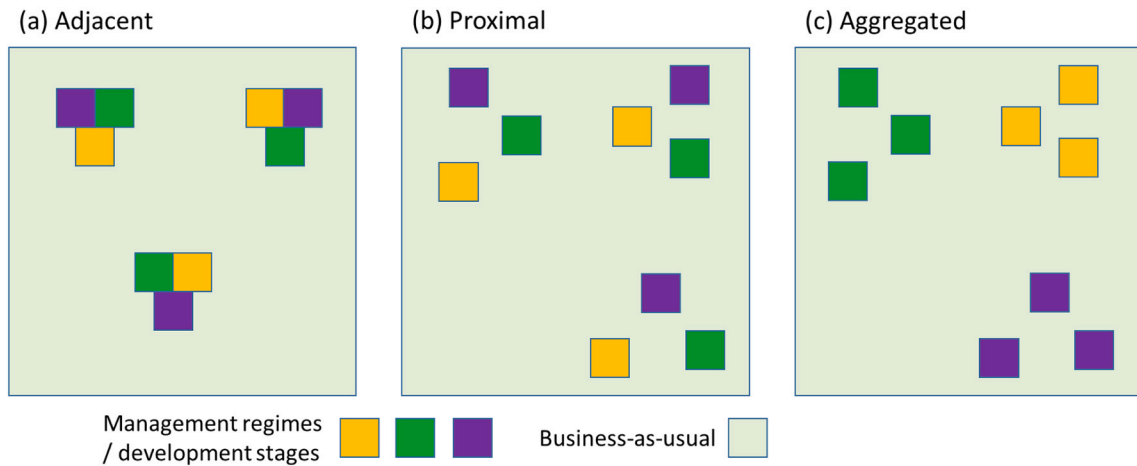 (a) Adjacent
(b) Proximal
(c) Aggregated
Management regimes
/ development stages
Business-as-usual